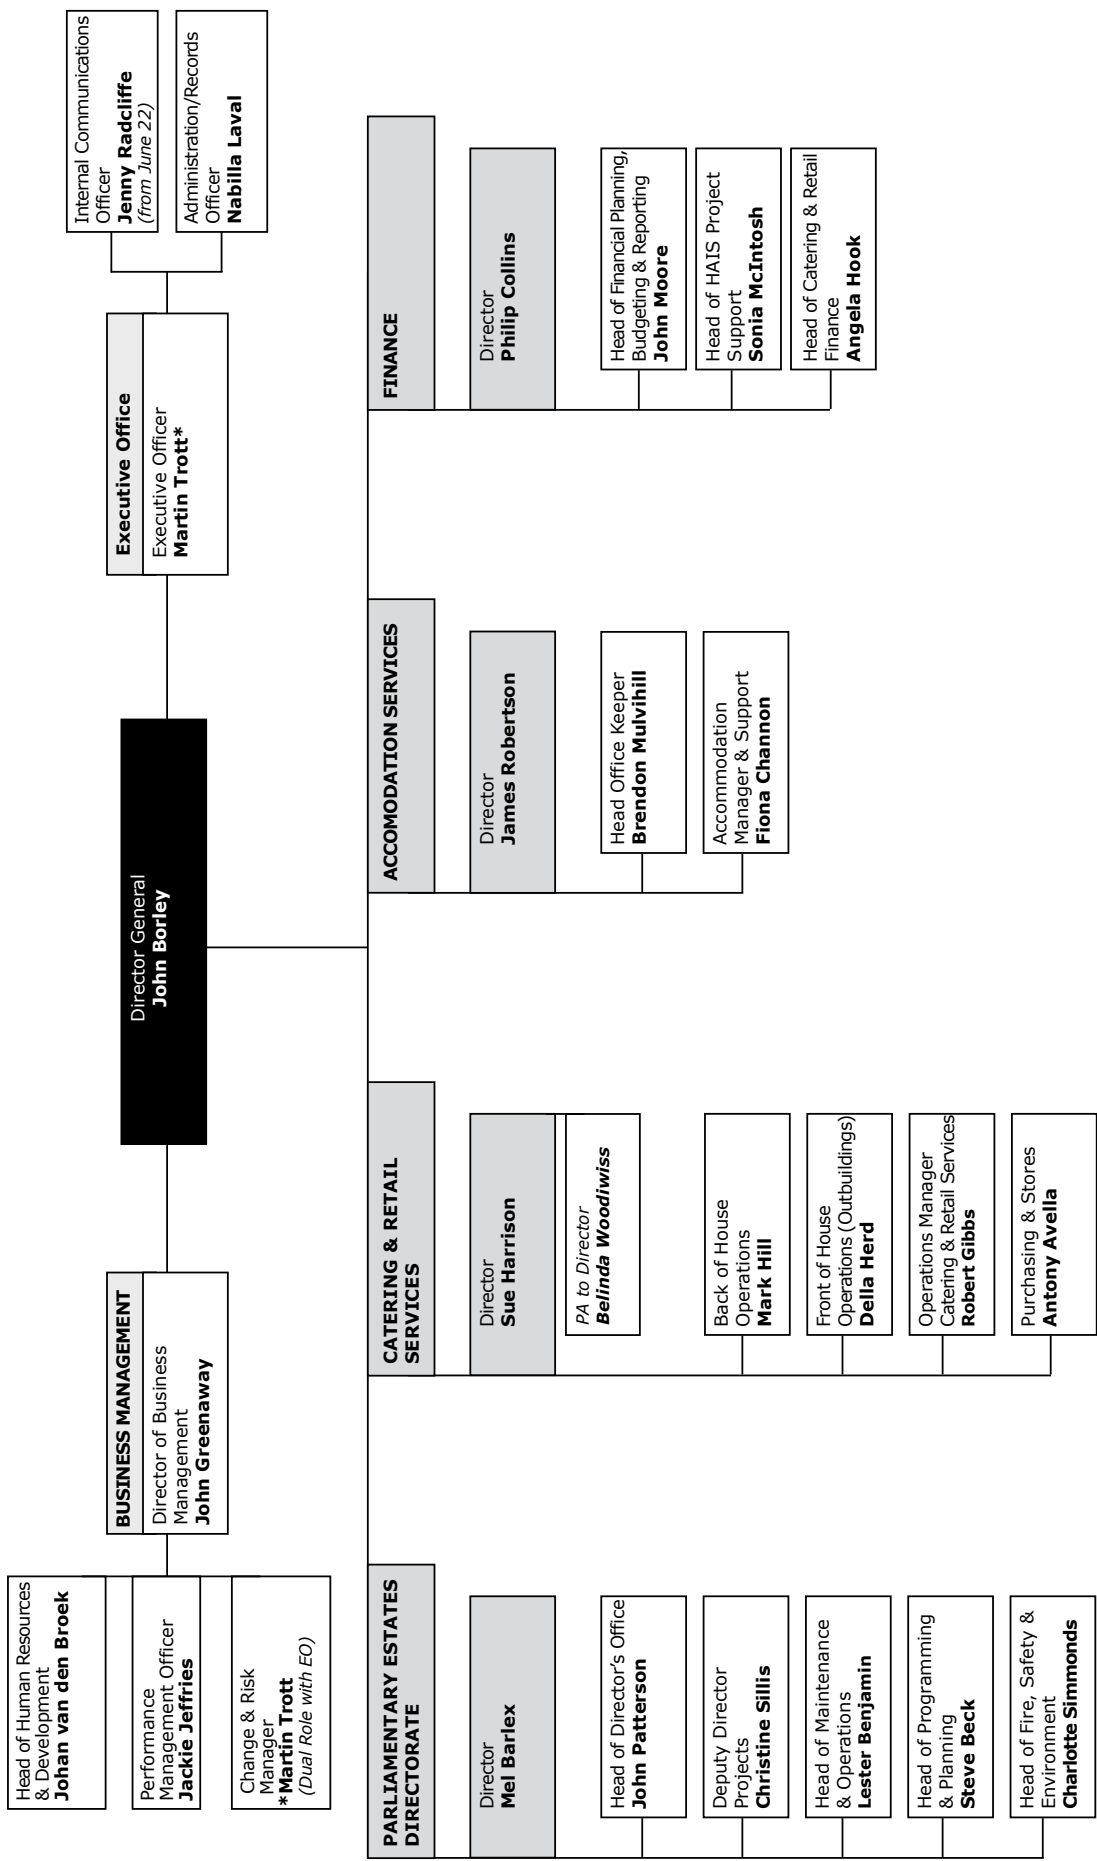 Head of Human Resources
& Development
Johan van den Broek
Performance
Management Officer
Jackie Jeffries
Change & Risk
Manager
*Martin Trott
(Dual Role with EO)
BUSINESS MANAGEMENT
Director of Business
Management
John Greenaway
Director General
John Borley
Executive Office
Executive Officer
Martin Trott*
Internal Communications
Officer
Jenny Radcliffe
(from June 22)
Administration/Records
Officer
Nabilla Laval
PARLIAMENTARY ESTATES
DIRECTORATE
Director
Mel Barlex
Head of Director's Office
John Patterson
Deputy Director
Projects
Christine Sillis
Head of Maintenance
& Operations
Lester Benjamin
Head of Programming
& Planning
Steve Beck
Head of Fire, Safety &
Environment
Charlotte Simmonds
CATERING & RETAIL
SERVICES
Director
Sue Harrison
PA to Director
Belinda Woodiwiss
Back of House
Operations
Mark Hill
Front of House
Operations (Outbuildings)
Della Herd
Operations Manager
Catering & Retail Services
Robert Gibbs
Purchasing & Stores
Antony Avella
ACCOMODATION SERVICES
Director
James Robertson
Head Office Keeper
Brendon Mulvihill
Accommodation
Manager & Support
Fiona Channon
FINANCE
Director
Philip Collins
Head of Financial Planning,
Budgeting & Reporting
John Moore
Head of HAIS Project
Support
Sonia McIntosh
Head of Catering & Retail
Finance
Angela Hook